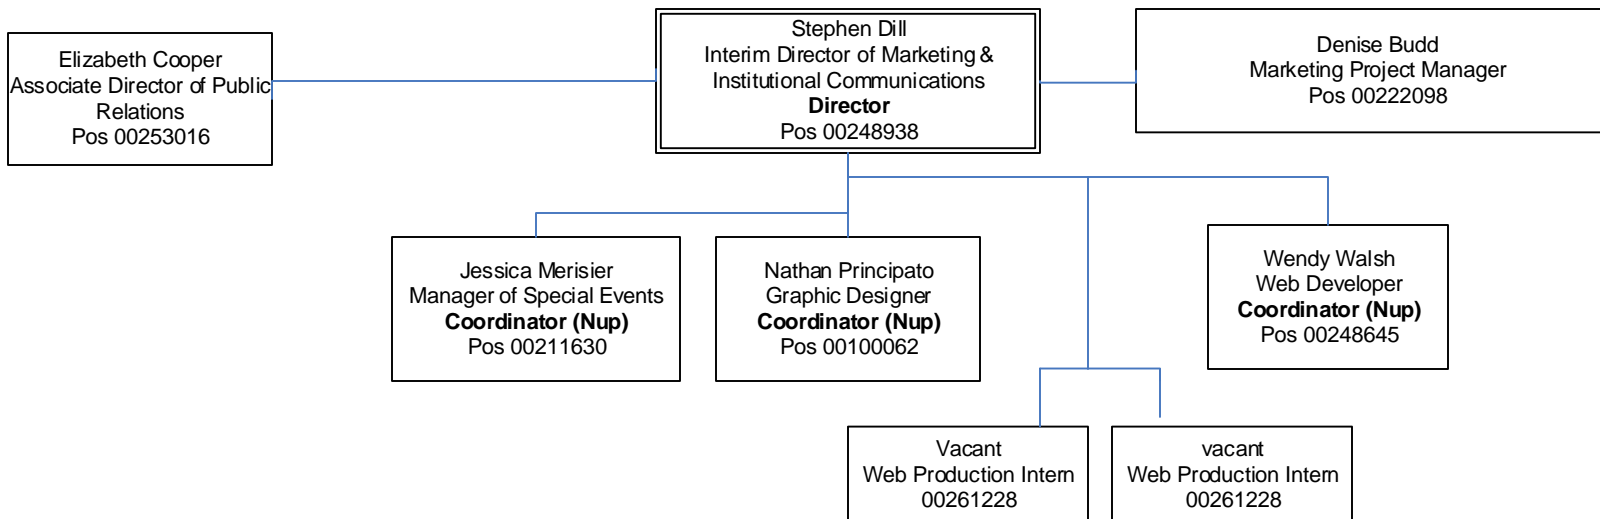 Elizabeth Cooper
Associate Director of Public
Relations
Pos 00253016
Stephen Dill
Interim Director of Marketing &
Institutional Communications
Director
Pos 00248938
Denise Budd
Marketing Project Manager
Pos 00222098
Jessica Merisier
Manager of Special Events
Coordinator (Nup)
Pos 00211630
Nathan Principato
Graphic Designer
Coordinator (Nup)
Pos 00100062
Wendy Walsh
Web Developer
Coordinator (Nup)
Pos 00248645
Vacant
Web Production Intern
00261228
vacant
Web Production Intern
00261228